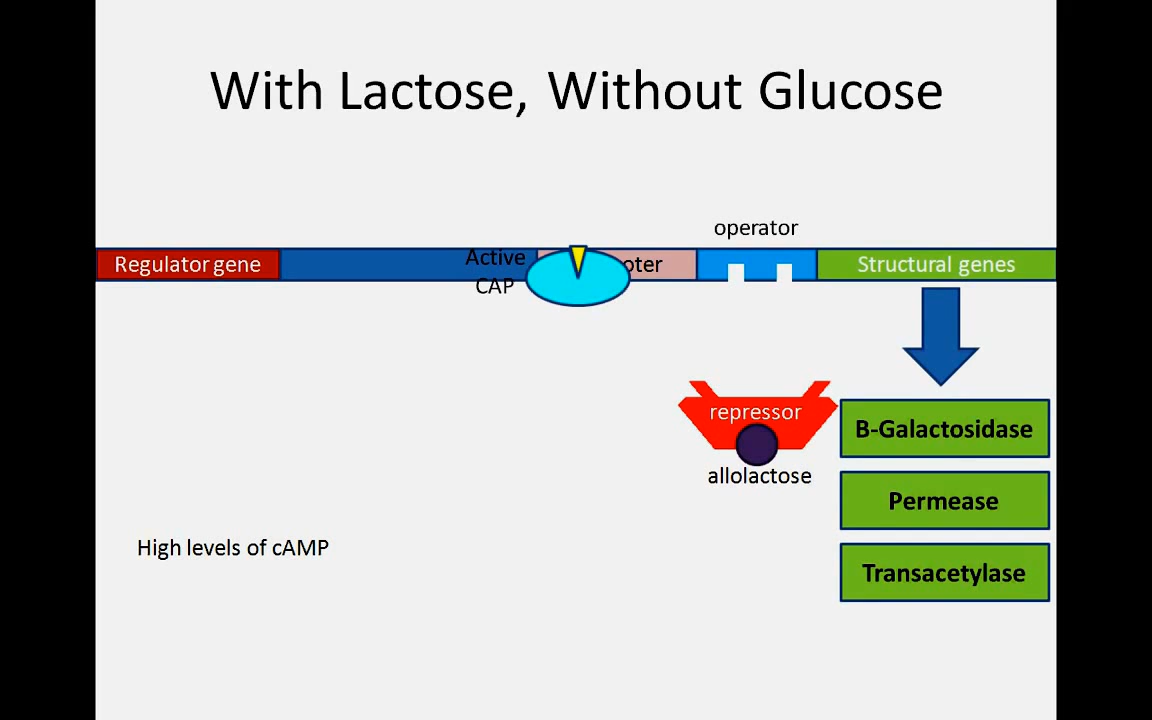 With Lactose, Without Glucose
operator
Regulator gene
Active
CAP
oter
Structural genes
repressor
allolactose
B-Galactosidase
Permease
Transacetylase
High levels of cAMP